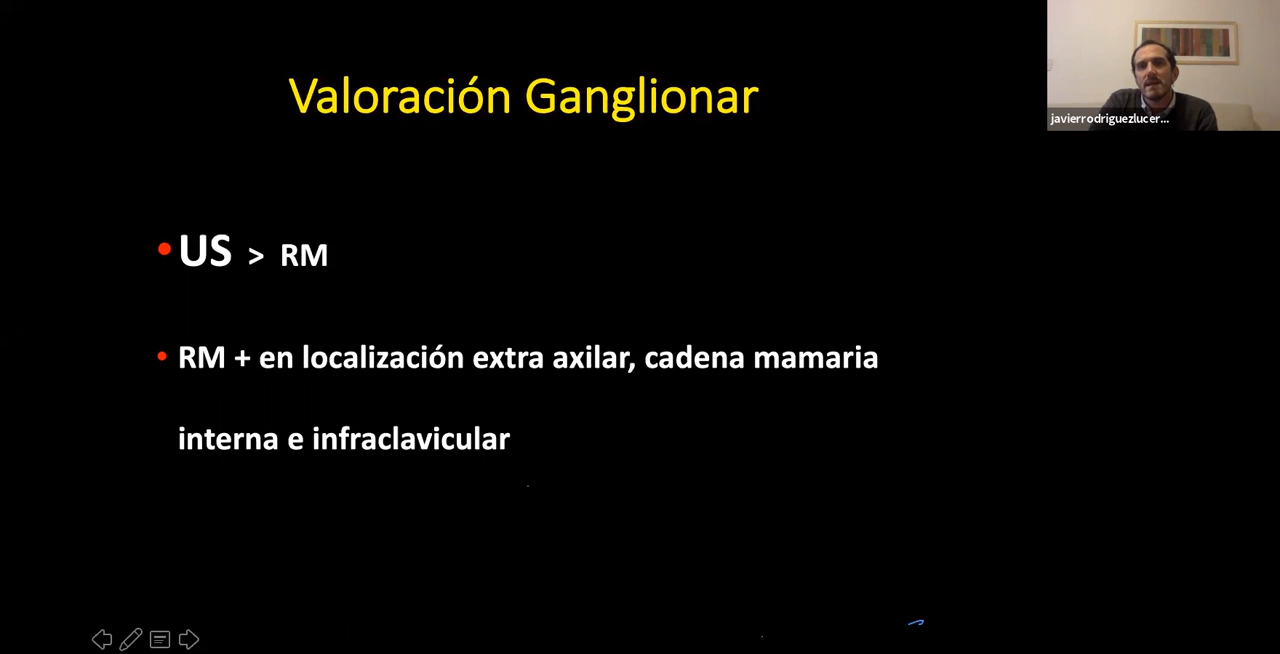 Valoración Ganglionar
javierrodriguezlucer...
• US > RM
• RM + en localización extra axilar, cadena mamaria
interna e infraclavicular